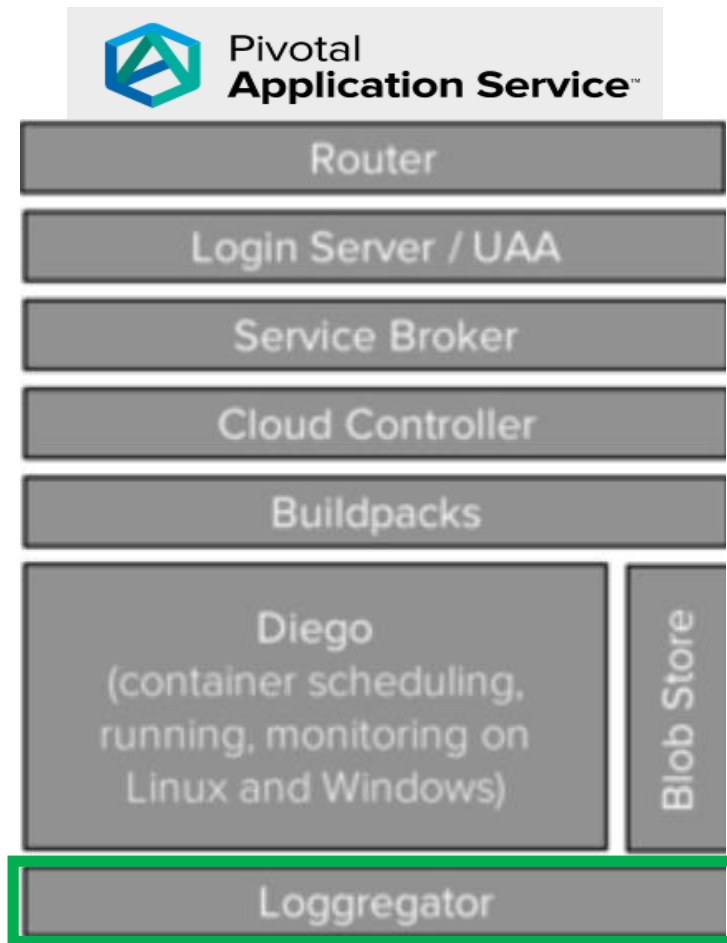 Pivotal
Application Service™
Router
Login Server / UAA
Service Broker
Cloud Controller
Buildpacks
Diego
(container scheduling,
running, monitoring on
Linux and Windows)
Blob Store
Loggregator